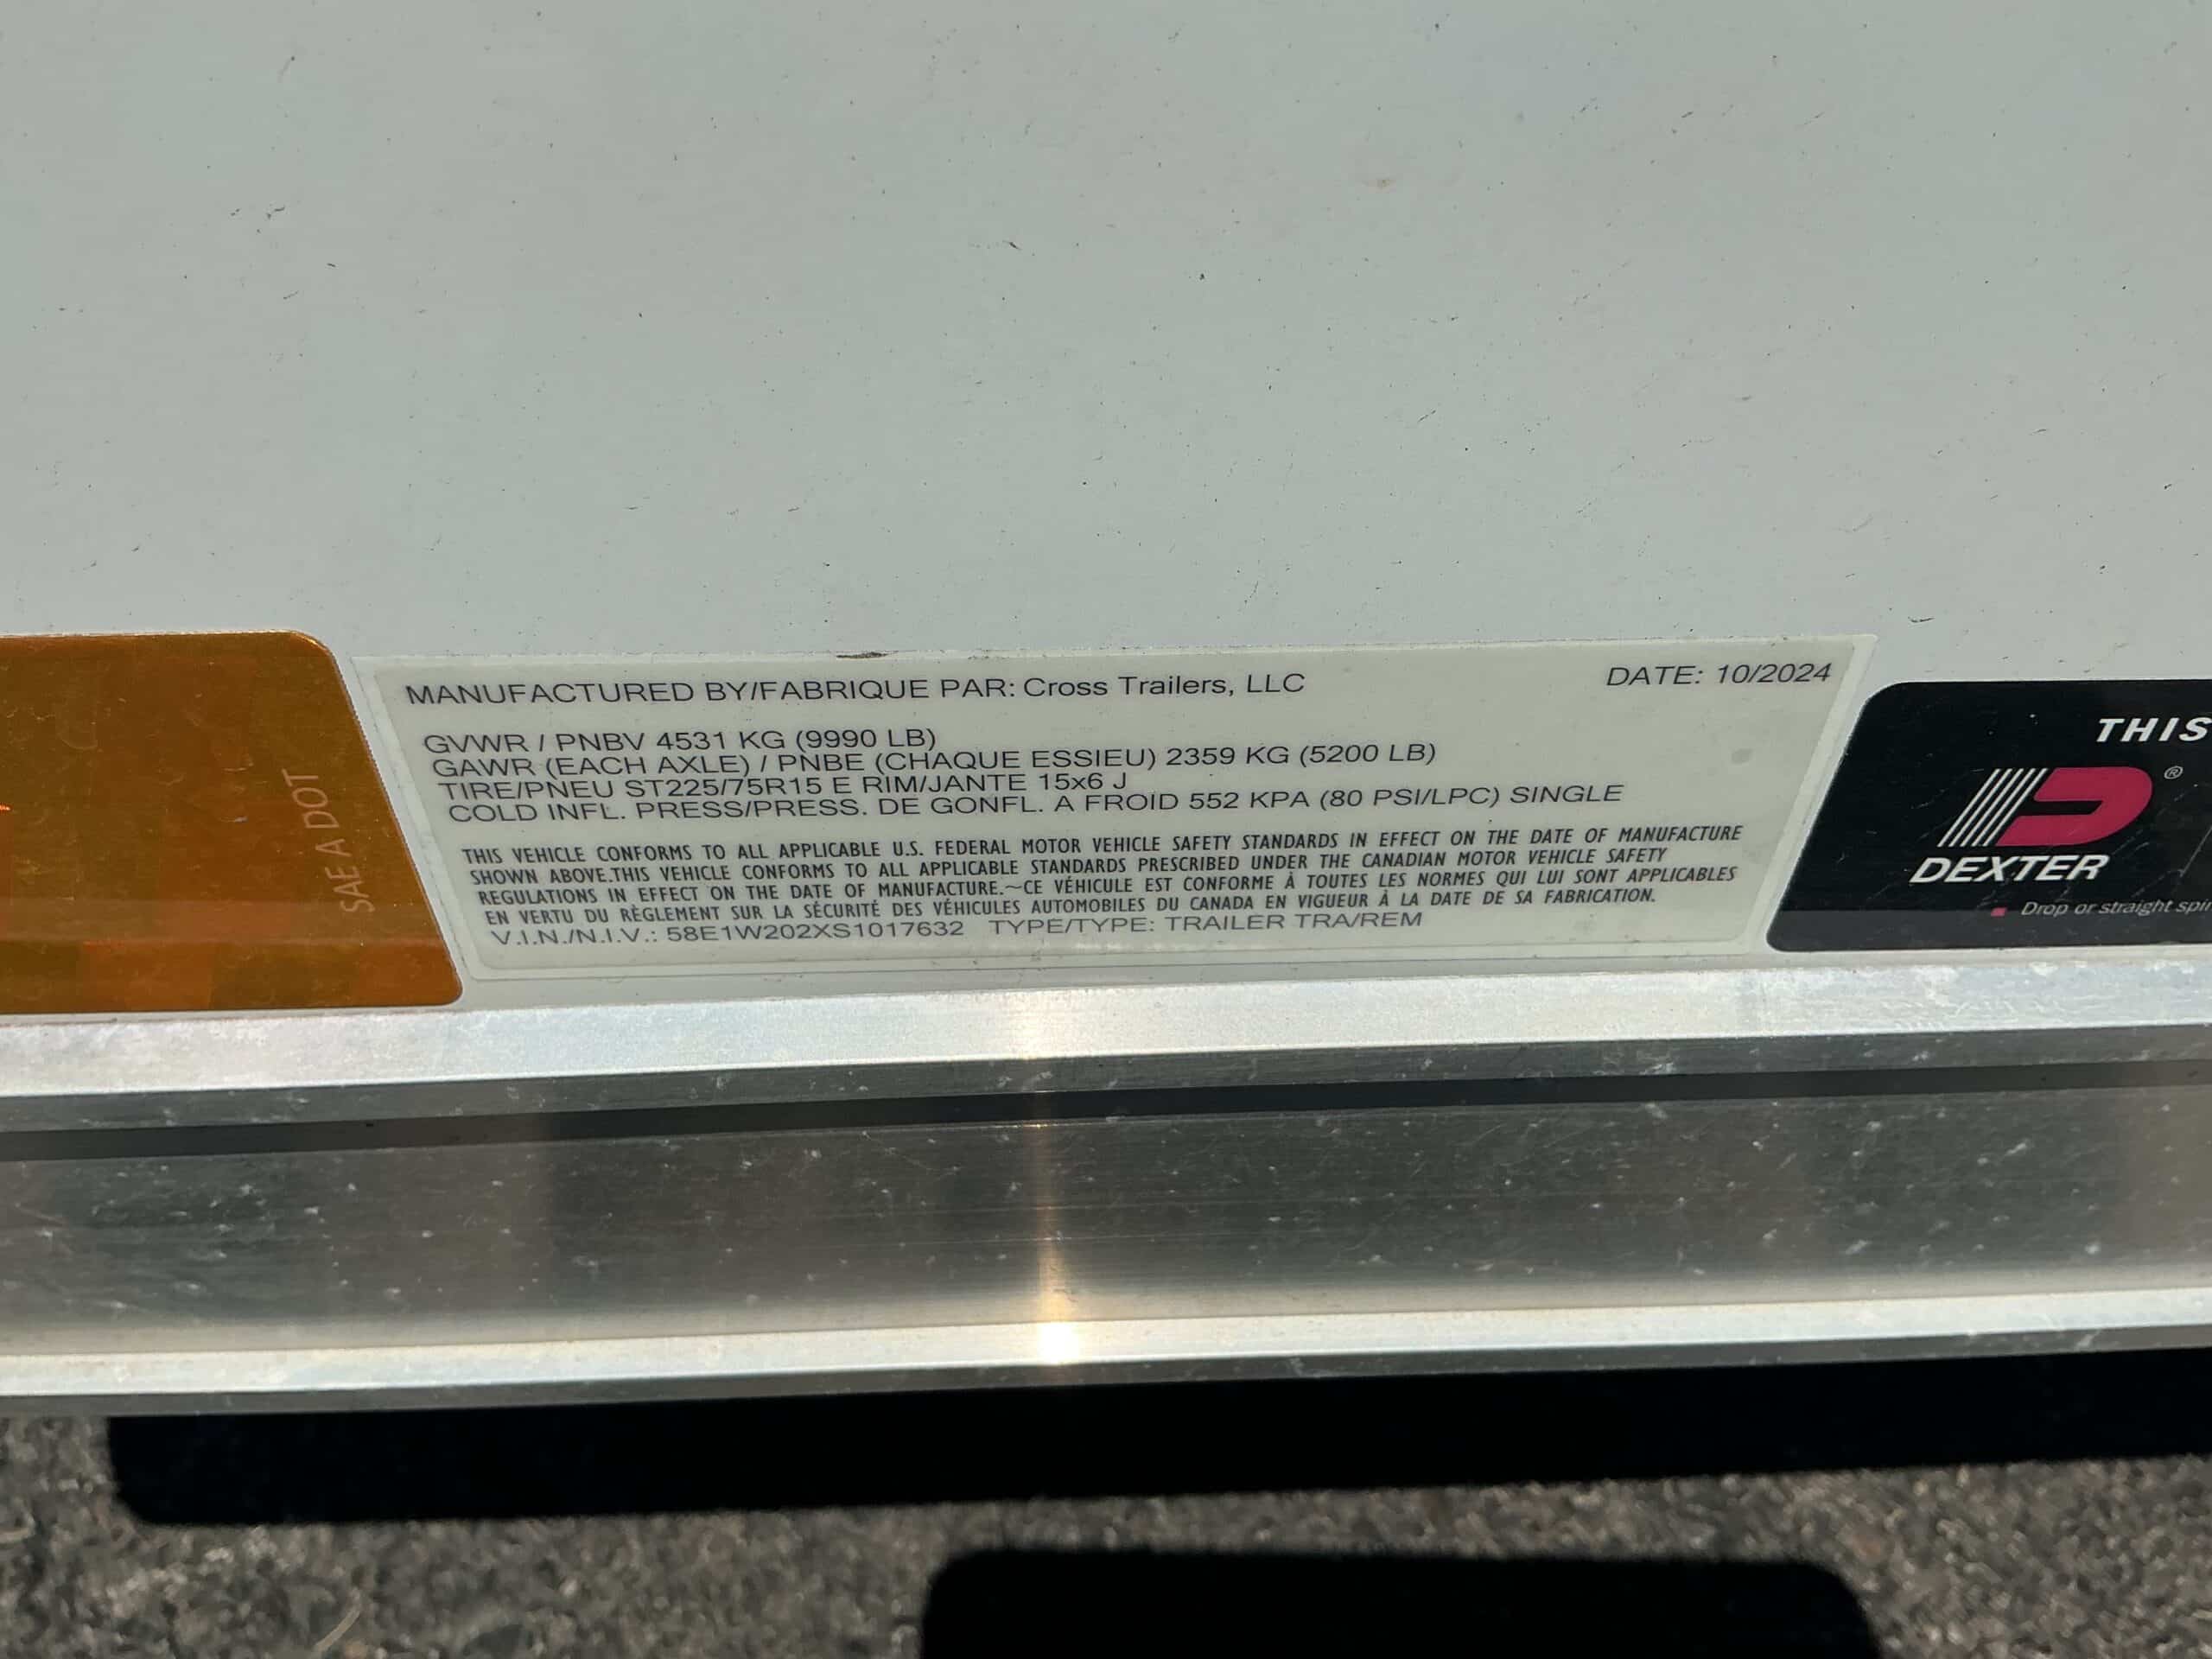 MANUFACTURED BY/FABRIQUE PAR: Cross Trailers, LLC DATE: 10/2024
GVWR / PNBV 4531 KG (9990 LB)
GAWR (EACH AXLE) / PNBE (CHAQUE ESSIEU) 2359 KG (5200 LB)
TIRE/PNEU ST225/75R15 E RIM/JANTE 15x6 J
COLD INFL. PRESS/PRESS. DE GONFL. A FROID 552 KPA (80 PSI/LPC) SINGLE
THIS VEHICLE CONFORMS TO ALL APPLICABLE U.S. FEDERAL MOTOR VEHICLE SAFETY STANDARDS IN EFFECT ON THE DATE OF MANUFACTURE
SHOWN ABOVE.THIS VEHICLE CONFORMS TO ALL APPLICABLE STANDARDS PRESCRIBED UNDER THE CANADIAN MOTOR VEHICLE SAFETY
REGULATIONS IN EFFECT ON THE DATE OF MANUFACTURE.~CE VÉHICULE EST CONFORME À TOUTES LES NORMES QUI LUI SONT APPLICABLES
EN VERTU DU RÈGLEMENT SUR LA SÉCURITÉ DES VÉHICULES AUTOMOBILES DU CANADA EN VIGUEUR À LA DATE DE SA FABRICATION.
V.I.N./N.I.V.: 58E1W202XS1017632 TYPE/TYPE: TRAILER TRA/REM
SAE A DOT
THIS
®
DEXTER
Drop or straight